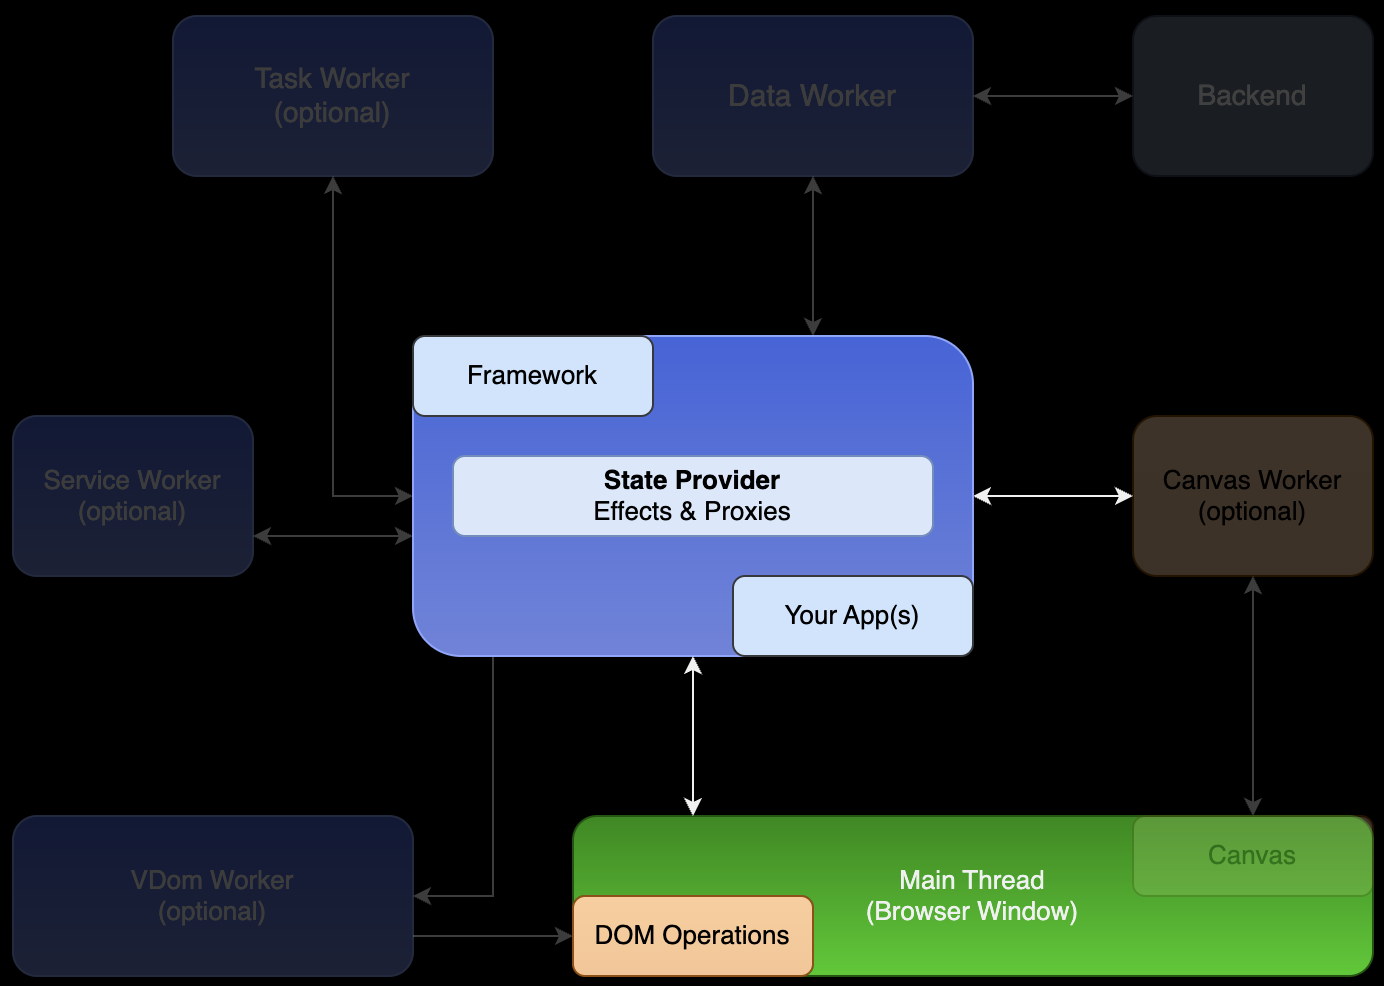 Task Worker
(optional)
Data Worker
Backend
Framework
State Provider
Effects & Proxies
Service Worker
(optional)
Canvas Worker
(optional)
Your App(s)
VDom Worker
(optional)
Main Thread
(Browser Window)
Canvas
DOM Operations